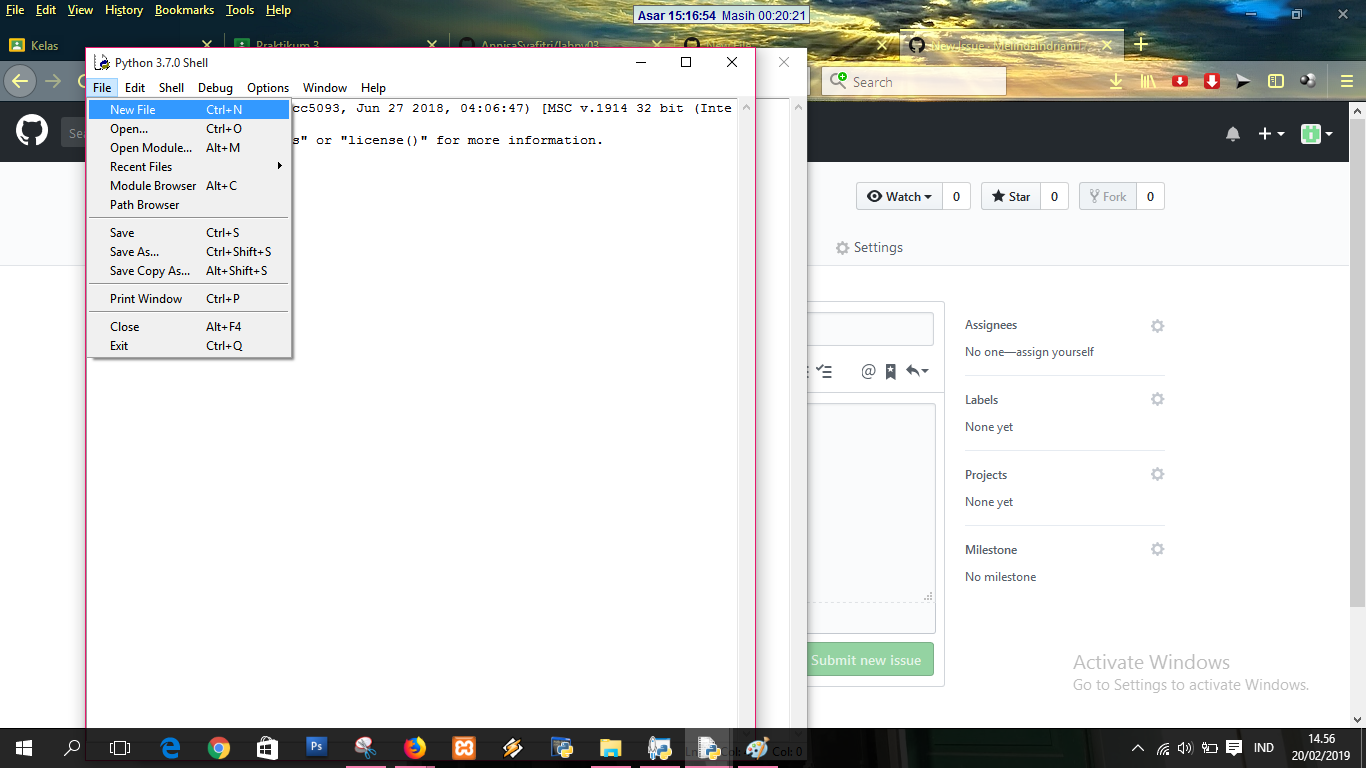 File Edit View History Bookmarks Tools Help
Asar 15:16:54 Masih 00:20:21
Kelas
Praktikum 3
AnnisaSyafitri/labpy03
New File
New Issue · MelindaIndriani17
Search
Python 3.7.0 Shell
File Edit Shell Debug Options Window Help
New File Ctrl+N
Open... Ctrl+O
Open Module... Alt+M
Recent Files
Module Browser Alt+C
Path Browser
Save Ctrl+S
Save As... Ctrl+Shift+S
Save Copy As... Alt+Shift+S
Print Window Ctrl+P
Close Alt+F4
Exit Ctrl+Q
cc5093, Jun 27 2018, 04:06:47) [MSC v.1914 32 bit (Inte
s" or "license()" for more information.
Sea
Watch 0 Star 0 Fork 0
Settings
Assignees
No one—assign yourself
Labels
None yet
Projects
None yet
Milestone
No milestone
Submit new issue
Activate Windows
Go to Settings to activate Windows.
Col: 0
Ps
IND
14.56
20/02/2019